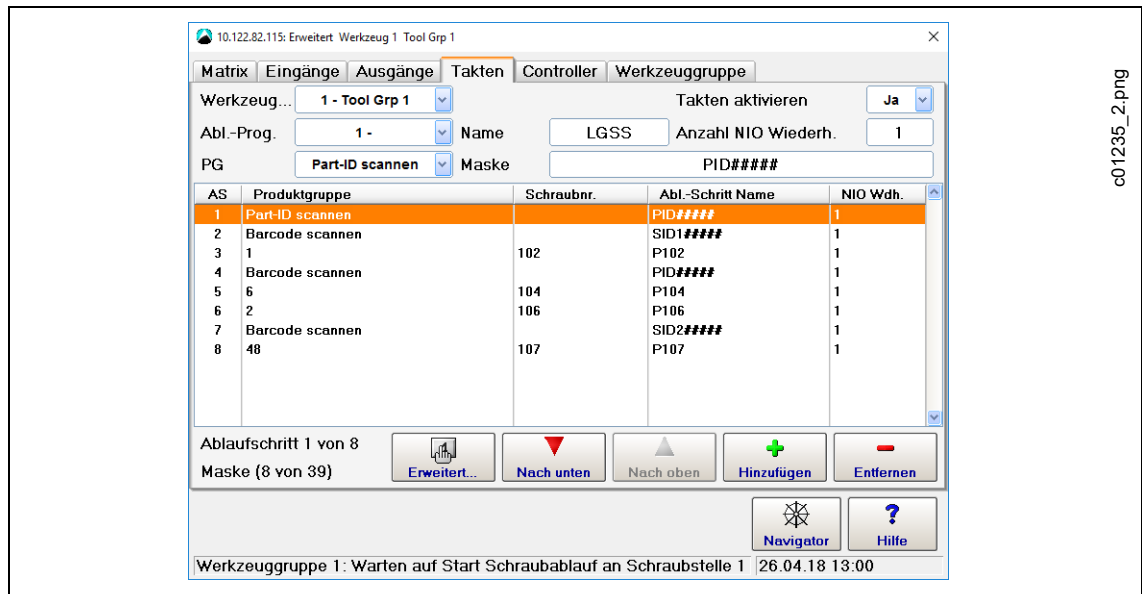 10.122.82.115: Erweitert Werkzeug 1 Tool Grp 1
Matrix Eingänge Ausgänge Takten Controller Werkzeuggruppe
Werkzeug... 1 - Tool Grp 1 Takten aktivieren Ja
Abl.-Prog. 1 - Name LGSS Anzahl NIO Wiederh. 1
PG Part-ID scannen Maske PID#####
AS Produktgruppe Schraubnr. Abl.-Schritt Name NIO Wdh.
1 Part-ID scannen PID##### 1
2 Barcode scannen SID1##### 1
3 1 102 P102 1
4 Barcode scannen PID##### 1
5 6 104 P104 1
6 2 106 P106 1
7 Barcode scannen SID2##### 1
8 48 107 P107 1
Ablaufschritt 1 von 8
Maske (8 von 39)
Erweitert... Nach unten Nach oben Hinzufügen Entfernen
Navigator Hilfe
Werkzeuggruppe 1: Warten auf Start Schraubablauf an Schraubstelle 1 26.04.18 13:00
c01235_2.png